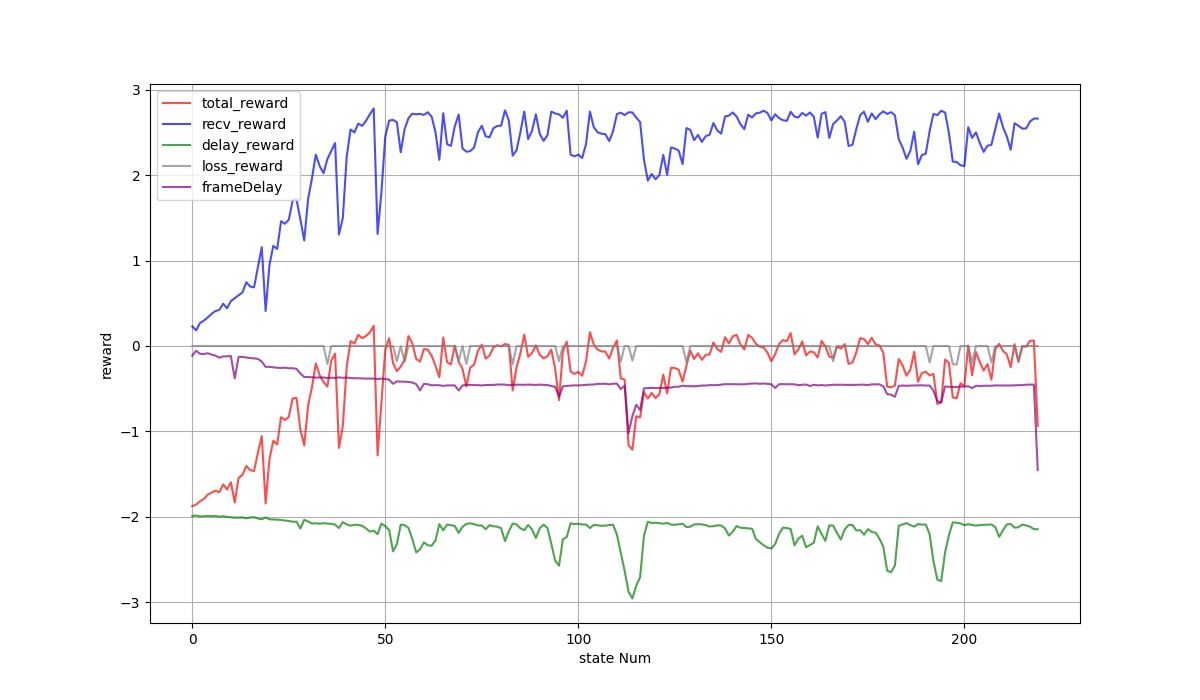 3
2
1
0
−1
−2
−3
reward
total_reward
recv_reward
delay_reward
loss_reward
frameDelay
0 50 100 150 200
state Num